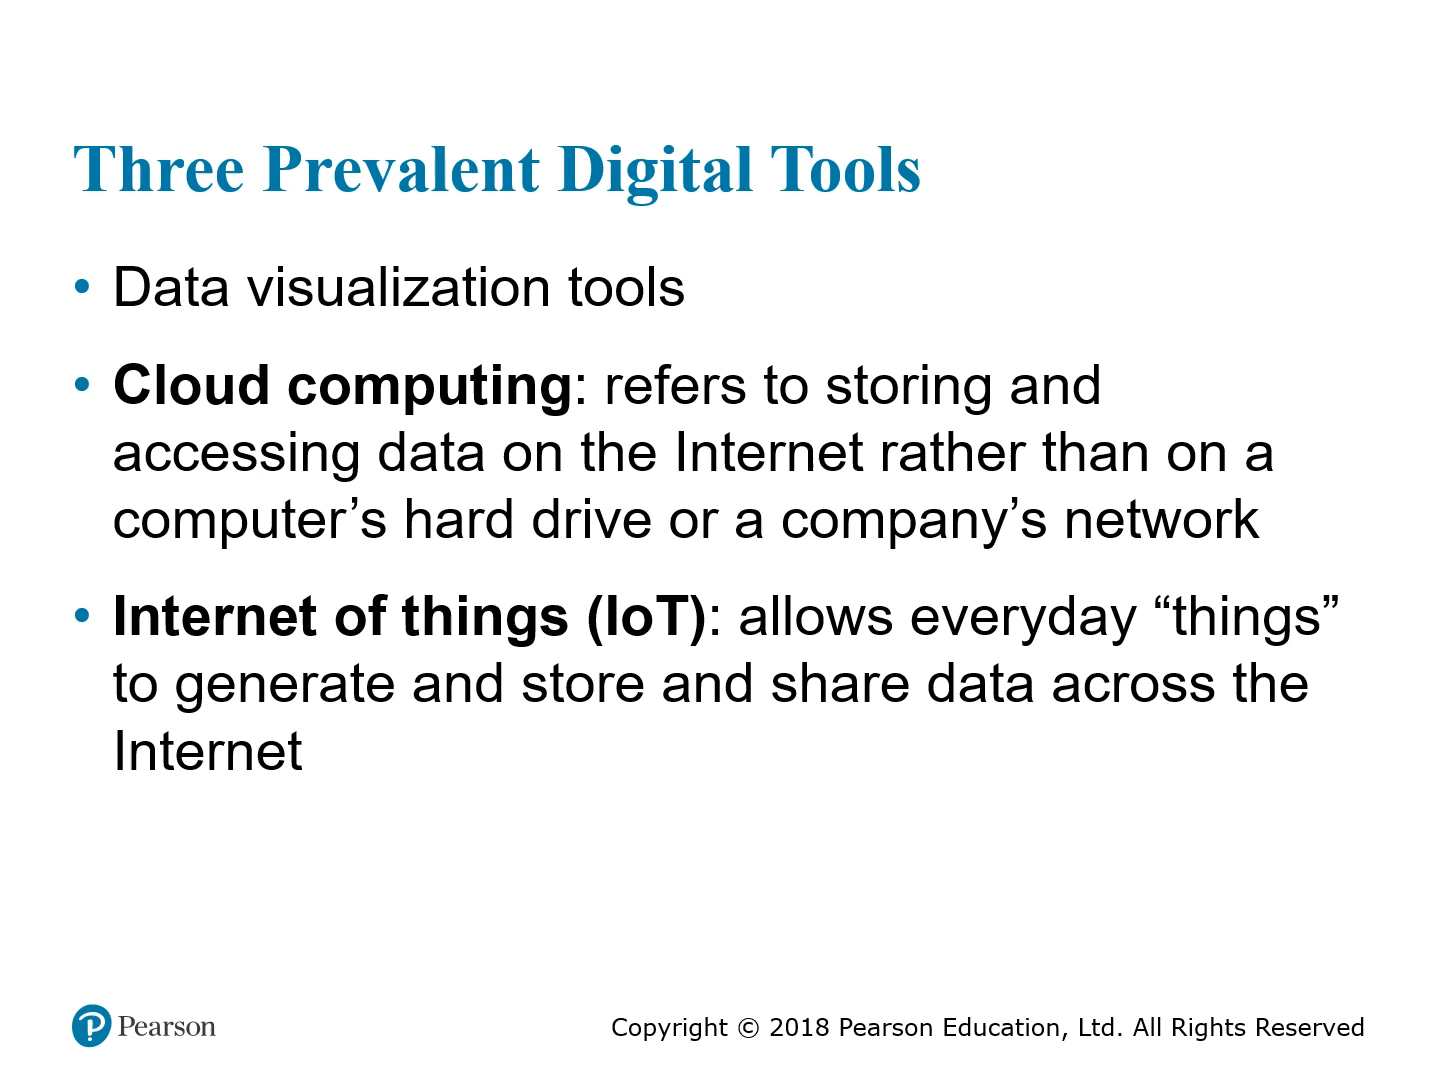 Three Prevalent Digital Tools
• Data visualization tools
• Cloud computing: refers to storing and
accessing data on the Internet rather than on a
computer’s hard drive or a company’s network
• Internet of things (IoT): allows everyday “things”
to generate and store and share data across the
Internet
Pearson
Copyright © 2018 Pearson Education, Ltd. All Rights Reserved